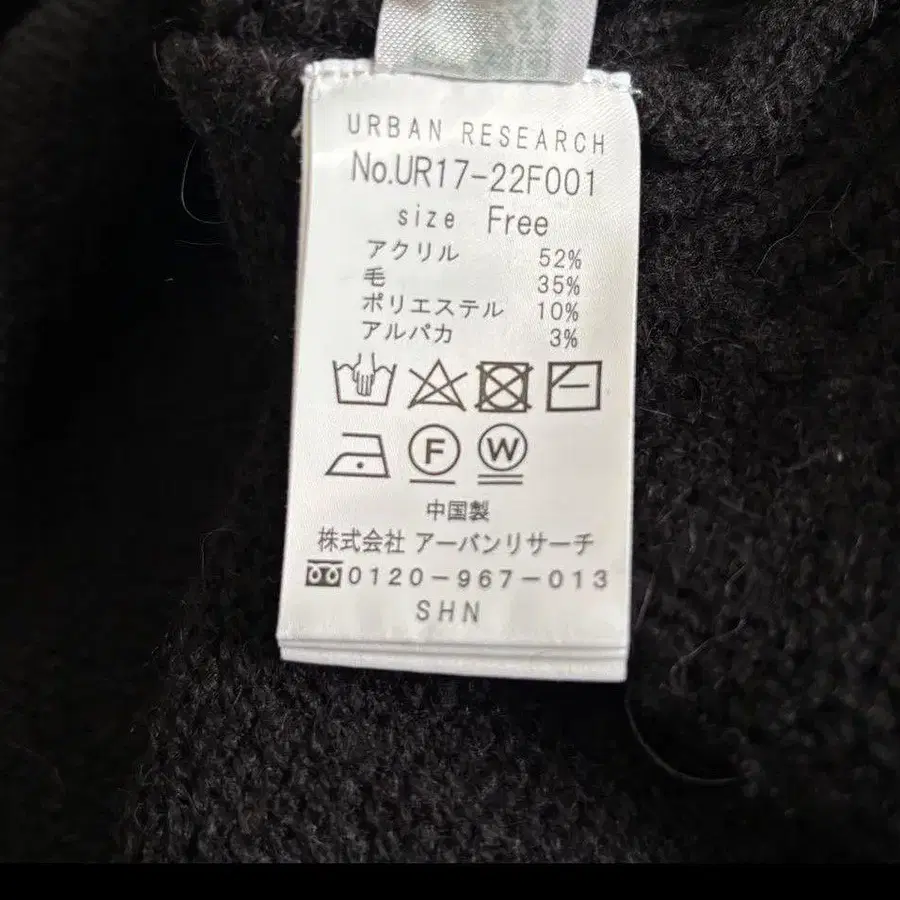 URBAN RESEARCH
No.UR17-22F001
size Free
アクリル 52%
毛 35%
ポリエステル 10%
アルパカ 3%
F W
中国製
株式会社 アーバンリサーチ
0120-967-013
SHN